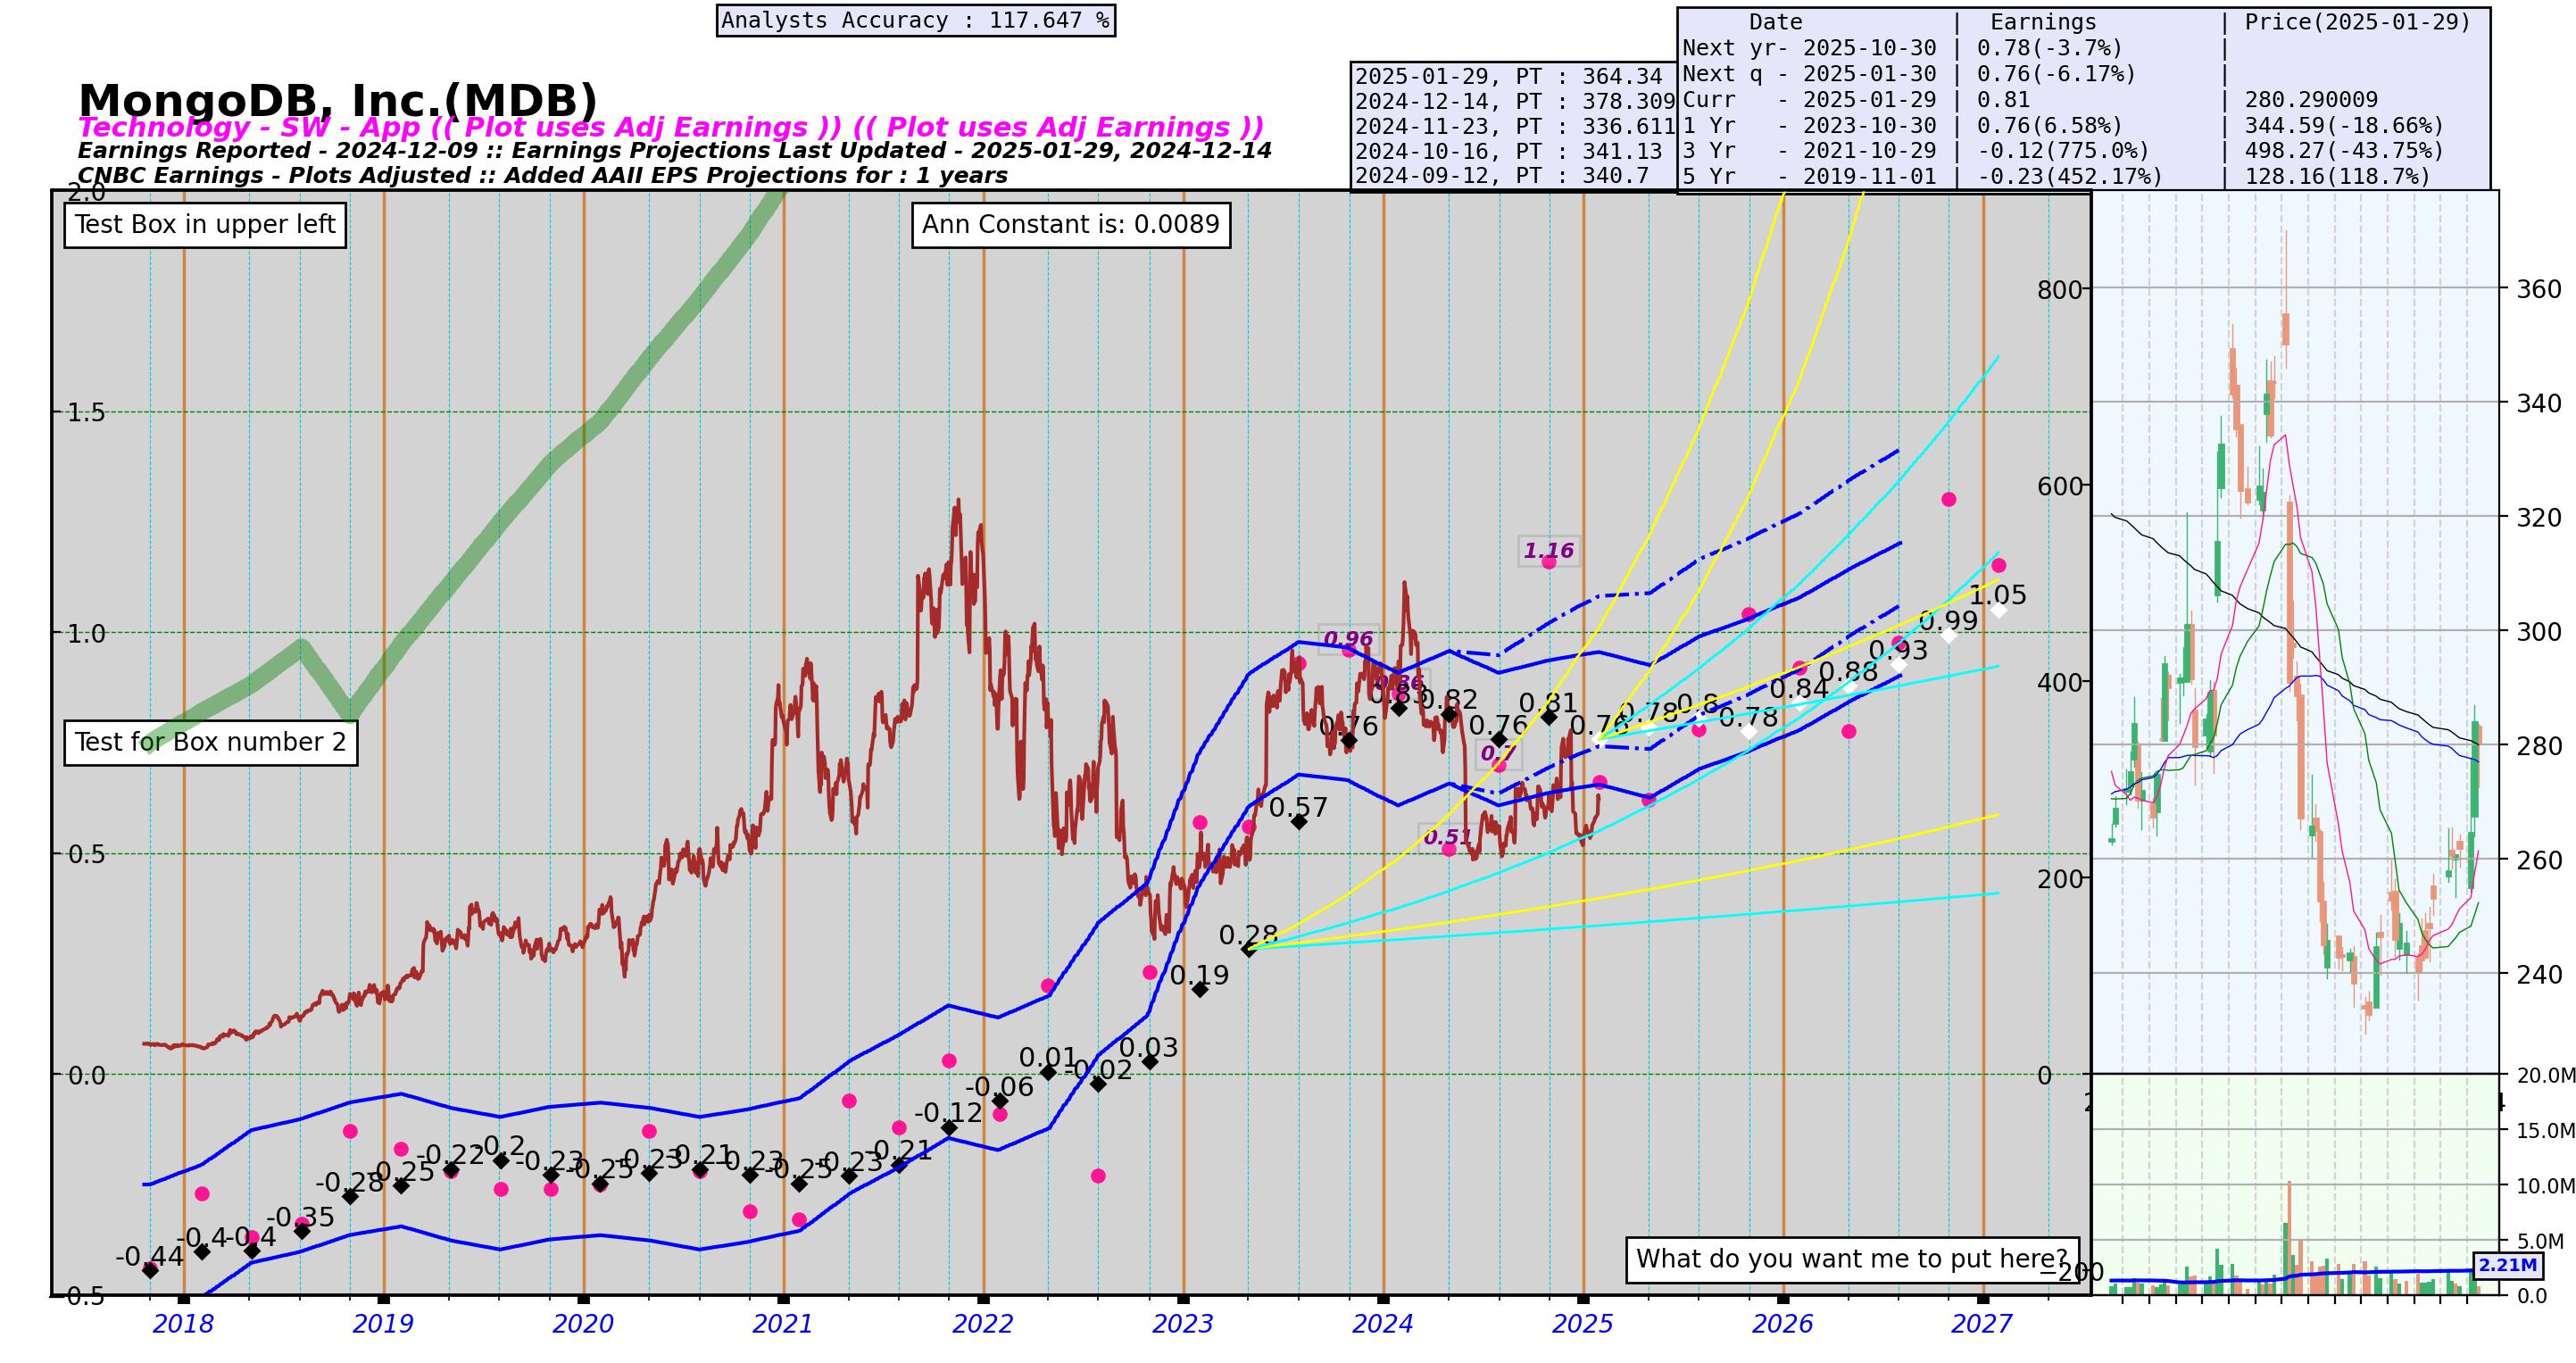 Analysts Accuracy : 117.647 %
Date | Earnings | Price(2025-01-29)
Next yr- 2025-10-30 | 0.78(-3.7%) |
Next q - 2025-01-30 | 0.76(-6.17%) |
Curr - 2025-01-29 | 0.81 | 280.290009
1 Yr - 2023-10-30 | 0.76(6.58%) | 344.59(-18.66%)
3 Yr - 2021-10-29 | -0.12(775.0%) | 498.27(-43.75%)
5 Yr - 2019-11-01 | -0.23(452.17%) | 128.16(118.7%)
2025-01-29, PT : 364.34
2024-12-14, PT : 378.309
2024-11-23, PT : 336.611
2024-10-16, PT : 341.13
2024-09-12, PT : 340.7
MongoDB, Inc.(MDB)
Technology - SW - App (( Plot uses Adj Earnings )) (( Plot uses Adj Earnings ))
Earnings Reported - 2024-12-09 :: Earnings Projections Last Updated - 2025-01-29, 2024-12-14
CNBC Earnings - Plots Adjusted :: Added AAII EPS Projections for : 1 years
Test Box in upper left
Ann Constant is: 0.0089
Test for Box number 2
What do you want me to put here?
2.0
1.5
1.0
0.5
0.0
-0.5
800
600
400
200
0
−200
360
340
320
300
280
260
240
20.0M
15.0M
10.0M
5.0M
0.0
2.21M
-0.44
-0.4
-0.4
-0.35
-0.28
-0.25
-0.22
-0.2
-0.23
-0.25
-0.23
-0.21
-0.23
-0.25
-0.23
-0.21
-0.12
-0.06
0.01
-0.02
0.03
0.19
0.28
0.57
0.76
0.83
0.82
0.76
0.81
0.76
0.78
0.8
0.78
0.84
0.88
0.93
0.99
1.05
0.96
0.86
0.51
0.7
1.16
2018
2019
2020
2021
2022
2023
2024
2025
2026
2027